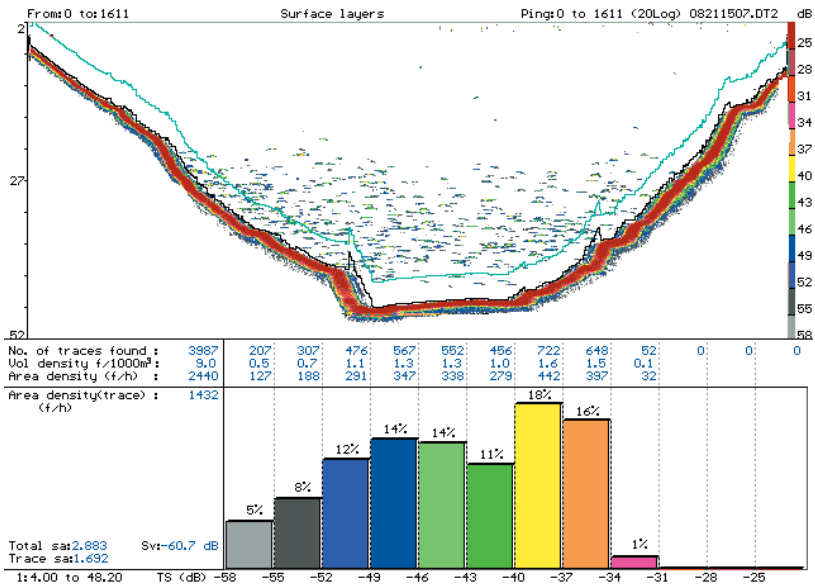 From:0 to:1611 Surface layers Ping:0 to 1611 (20Log) 08211507.DT2 dB
2
27
52
25
28
31
34
37
40
43
46
49
52
55
58
No. of traces found : 3987 207 307 476 567 552 456 722 648 52 0 0 0
Vol density f/1000m³: 9.0 0.5 0.7 1.1 1.3 1.3 1.0 1.6 1.5 0.1
Area density (f/h) : 2440 127 188 291 347 338 279 442 397 32
Area density(trace) : 1432
(f/h)
5% 8% 12% 14% 14% 11% 18% 16% 1%
Total sa:2.883 Sv:-60.7 dB
Trace sa:1.692
1:4.00 to 48.20 TS (dB) -58 -55 -52 -49 -46 -43 -40 -37 -34 -31 -28 -25